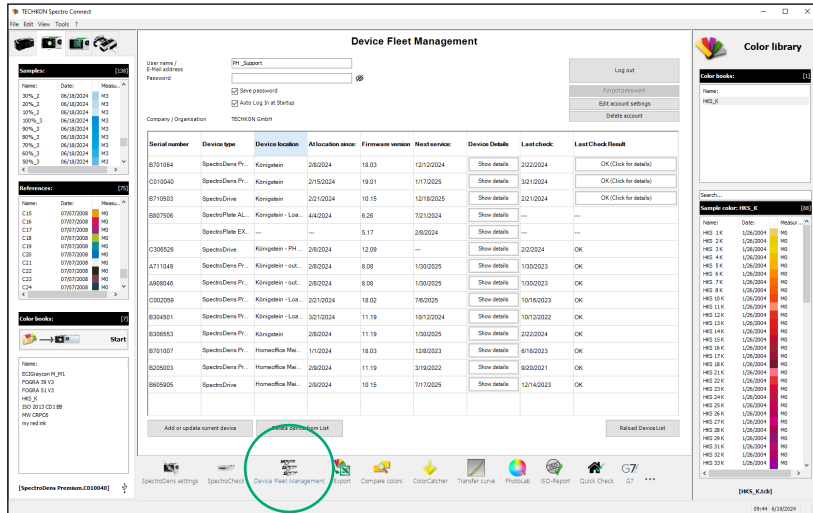 TECHKON Spectro Connect
File Edit View Tools ?
Samples: [138]
Name: Date: Measu...
30%_2 06/18/2024 M3
20%_2 06/18/2024 M3
10%_2 06/18/2024 M3
100%_3 06/18/2024 M3
90%_3 06/18/2024 M3
80%_3 06/18/2024 M3
70%_3 06/18/2024 M3
60%_3 06/18/2024 M3
50%_3 06/18/2024 M3
References: [75]
Name: Date: Measu...
C15 07/07/2008 M0
C16 07/07/2008 M0
C17 07/07/2008 M0
C18 07/07/2008 M0
C19 07/07/2008 M0
C20 07/07/2008 M0
C21 07/07/2008 M0
C22 07/07/2008 M0
C23 07/07/2008 M0
C24 07/07/2008 M0
Color books: [7]
Start
Name:
ECIGraycon M_M1
FOGRA 39 V3
FOGRA 51 V3
HKS_K
ISO 2013 CD1 BB
MW CRPC6
my red ink
[SpectroDens Premium.C010040]
Device Fleet Management
User name /
E-Mail address
PH _Support
Password
Save password
Auto Log In at Startup
Company / Organisation TECHKON GmbH
Log out
Forgot password
Edit account settings
Delete account
Serial number Device type Device location At location since: Firmware version Next service: Device Details Last check: Last Check Result
B701064 SpectroDens Pr... Königstein 2/8/2024 18.03 12/12/2024 Show details 2/22/2024 OK (Click for details)
C010040 SpectroDens Pr... Königstein 2/15/2024 19.01 1/17/2025 Show details 3/21/2024 OK (Click for details)
B710503 SpectroDens Pr... Königstein 2/21/2024 10.15 12/18/2025 Show details 2/21/2024 OK (Click for details)
B807506 SpectroPlate AL... Königstein - Loa... 4/4/2024 6.26 7/21/2024 Show details --- ---
SpectroPlate EX... --- --- 5.17 2/8/2024 Show details --- ---
C306526 SpectroDrive Königstein - PH ... 2/8/2024 12.09 --- Show details 2/2/2024 OK
A711049 SpectroDens Pr... Königstein - out... 2/8/2024 8.08 1/30/2025 Show details 1/30/2023 OK
A908046 SpectroDens Pr... Königstein - out... 2/8/2024 8.08 1/30/2025 Show details 1/30/2023 OK
C002059 SpectroDens Pr... Königstein - Loa... 2/21/2024 18.02 7/6/2025 Show details 10/16/2023 OK
B304501 SpectroDens Pr... Königstein - Loa... 3/21/2024 11.19 10/12/2024 Show details 10/12/2022 OK
B306553 SpectroDens Pr... Königstein 2/8/2024 11.19 1/30/2025 Show details 2/22/2024 OK
B701007 SpectroDens Pr... Homeoffice Mai... 1/1/2024 18.03 12/8/2023 Show details 6/16/2023 OK
B205003 SpectroDens Pr... Homeoffice Mai... 2/9/2024 11.19 3/19/2022 Show details 9/20/2021 OK
B605905 SpectroDrive Homeoffice Mai... 2/9/2024 10.15 7/17/2025 Show details 12/14/2023 OK
Add or update current device Delete device from List Reload Device List
SpectroDens settings SpectroCheck Device Fleet Management Export Compare colors ColorCatcher Transfer curve PhotoLab ISO-Report Quick Check G7 G7
Color library
Color books: [1]
Name:
HKS_K
Search...
Sample color: HKS_K [88]
Name: Date: Measur...
HKS 1 K 1/26/2004 M0
HKS 2 K 1/26/2004 M0
HKS 3 K 1/26/2004 M0
HKS 4 K 1/26/2004 M0
HKS 5 K 1/26/2004 M0
HKS 6 K 1/26/2004 M0
HKS 7 K 1/26/2004 M0
HKS 8 K 1/26/2004 M0
HKS 10 K 1/26/2004 M0
HKS 11 K 1/26/2004 M0
HKS 12 K 1/26/2004 M0
HKS 13 K 1/26/2004 M0
HKS 14 K 1/26/2004 M0
HKS 15 K 1/26/2004 M0
HKS 16 K 1/26/2004 M0
HKS 17 K 1/26/2004 M0
HKS 18 K 1/26/2004 M0
HKS 21 K 1/26/2004 M0
HKS 22 K 1/26/2004 M0
HKS 23 K 1/26/2004 M0
HKS 24 K 1/26/2004 M0
HKS 25 K 1/26/2004 M0
HKS 26 K 1/26/2004 M0
HKS 27 K 1/26/2004 M0
HKS 28 K 1/26/2004 M0
HKS 29 K 1/26/2004 M0
HKS 31 K 1/26/2004 M0
HKS 32 K 1/26/2004 M0
HKS 33 K 1/26/2004 M0
[HKS_K.tcb]
09:44 6/19/2024